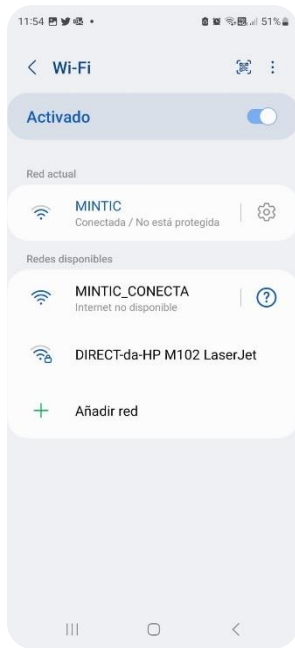 11:54
51%
Wi-Fi
Activado
Red actual
MINTIC
Conectada / No está protegida
Redes disponibles
MINTIC_CONECTA
Internet no disponible
?
DIRECT-da-HP M102 LaserJet
Añadir red